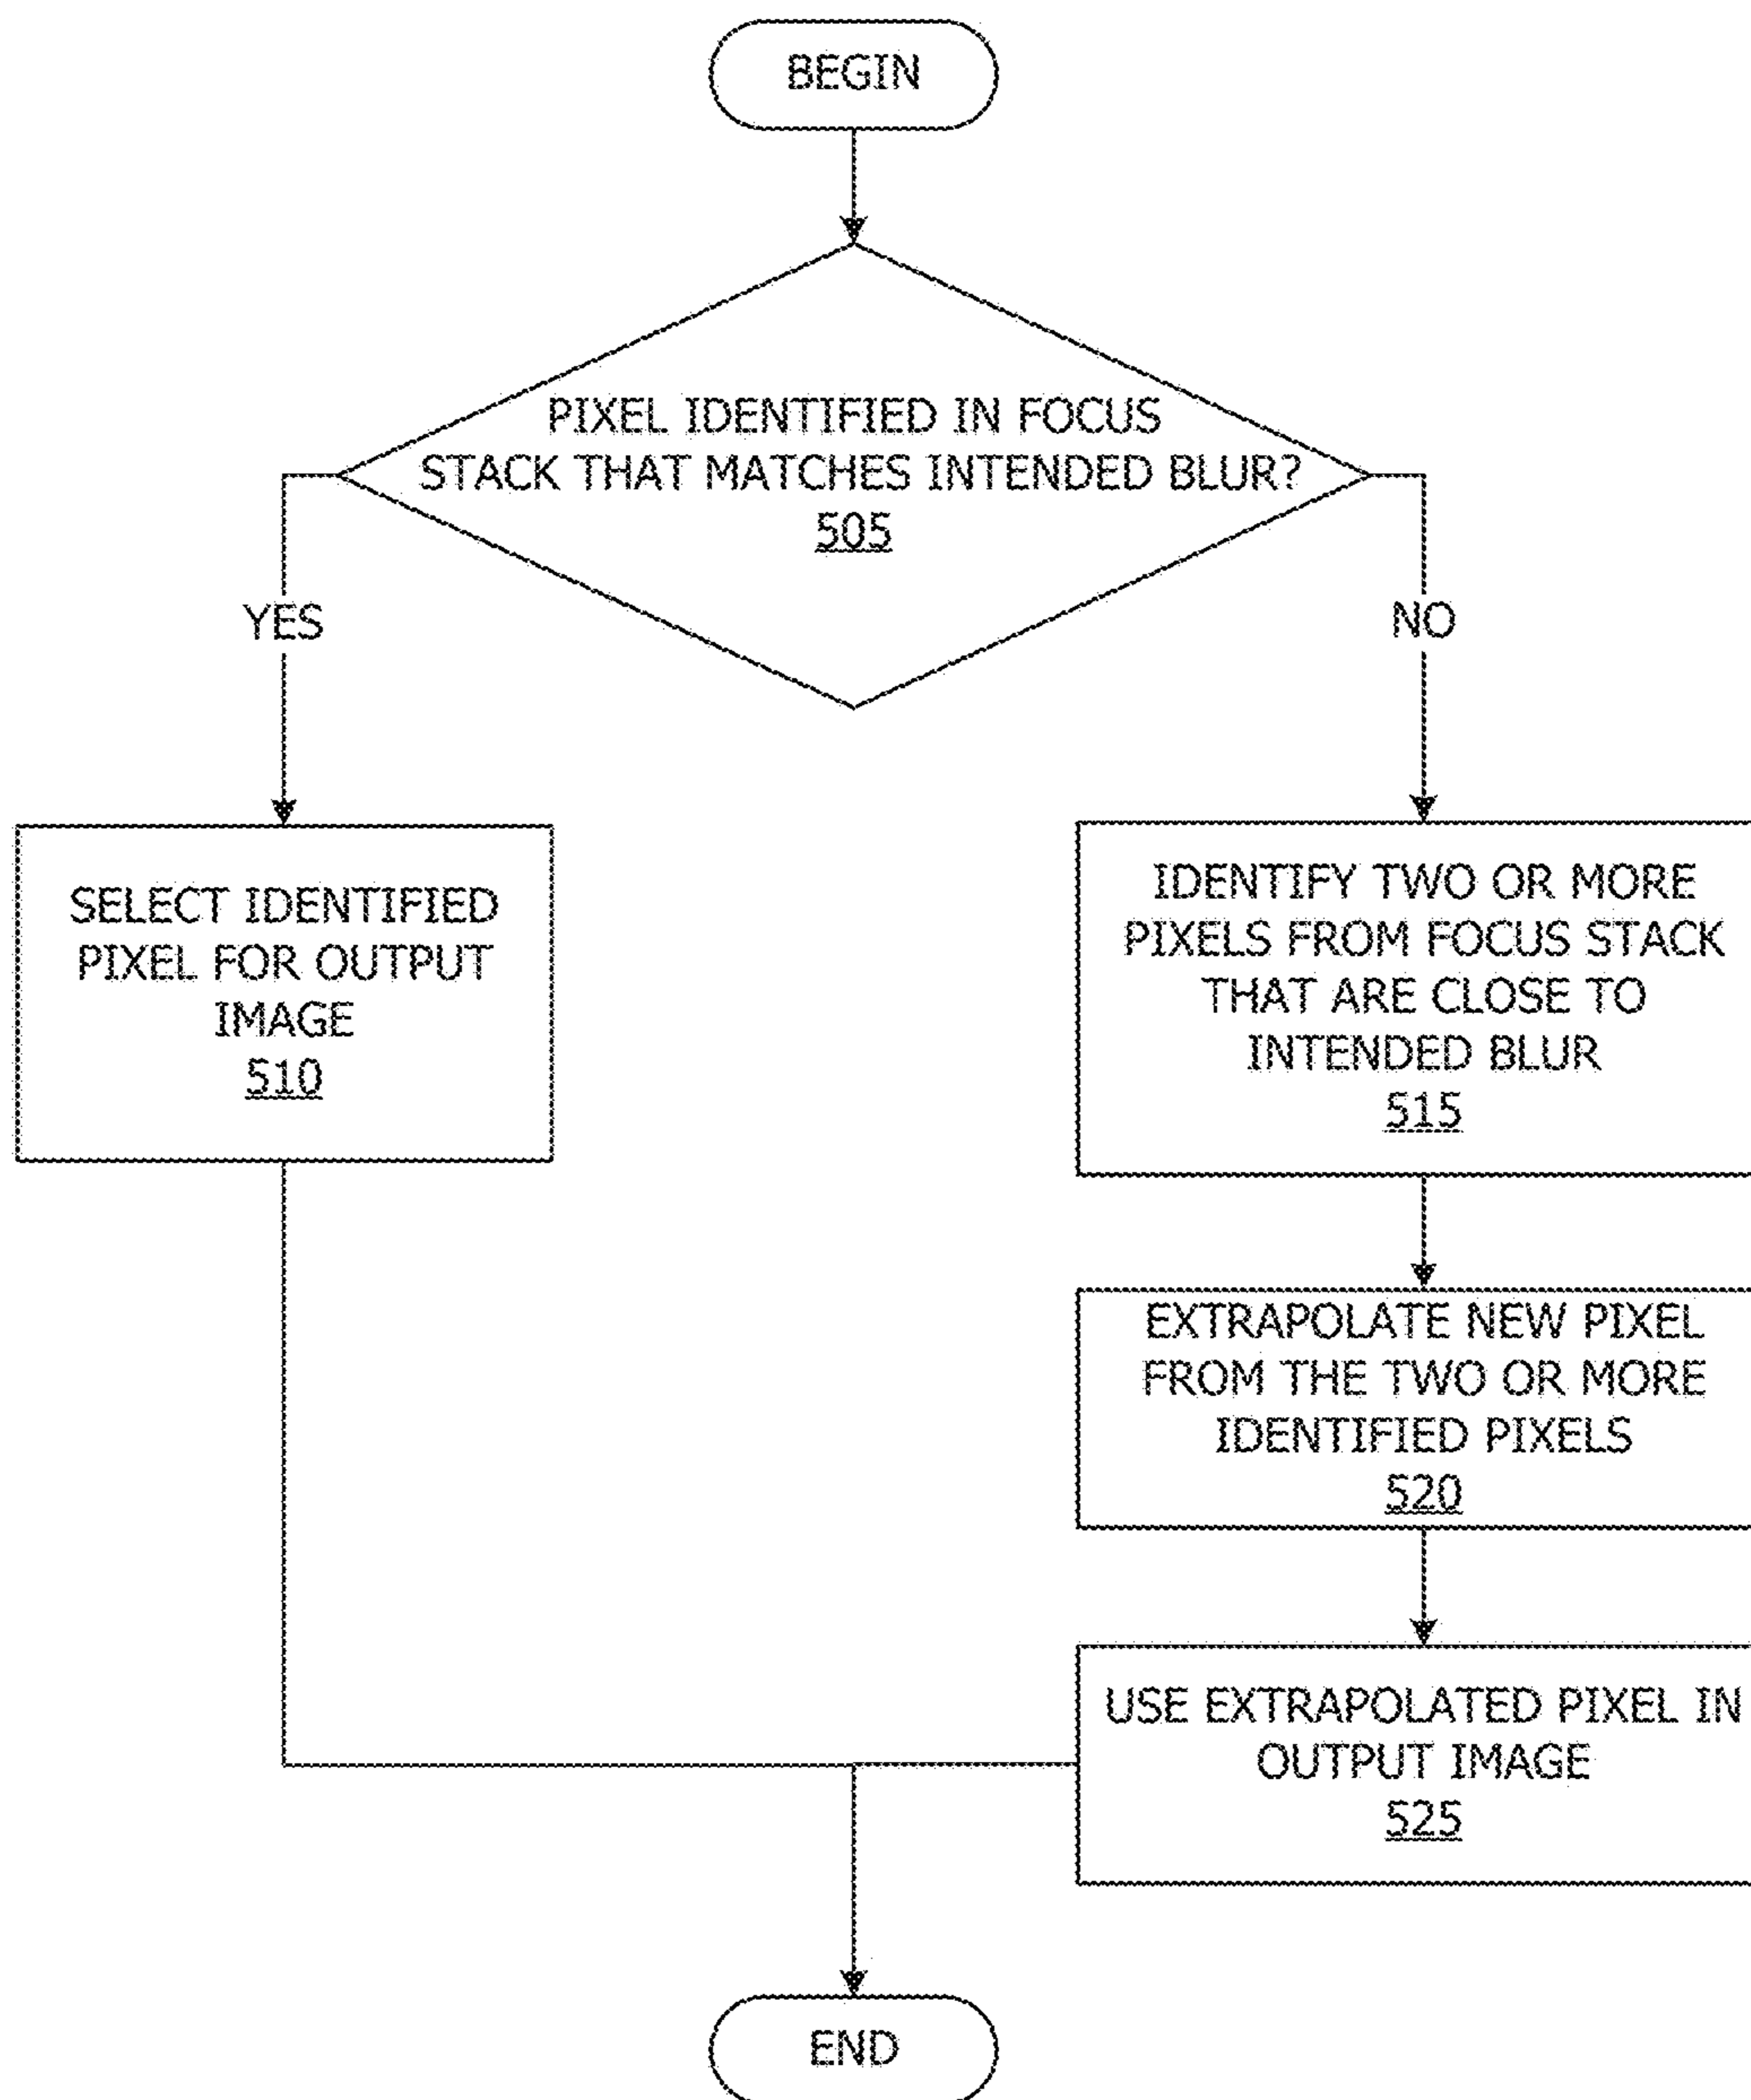 BEGIN
PIXEL IDENTIFIED IN FOCUS
STACK THAT MATCHES INTENDED BLUR?
505
YES
NO
SELECT IDENTIFIED
PIXEL FOR OUTPUT
IMAGE
510
IDENTIFY TWO OR MORE
PIXELS FROM FOCUS STACK
THAT ARE CLOSE TO
INTENDED BLUR
515
EXTRAPOLATE NEW PIXEL
FROM THE TWO OR MORE
IDENTIFIED PIXELS
520
USE EXTRAPOLATED PIXEL IN
OUTPUT IMAGE
525
END